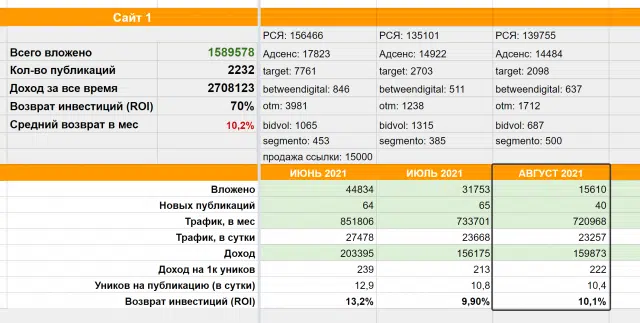 Сайт 1
РСЯ: 156466 РСЯ: 135101 РСЯ: 139755
Всего вложено 1589578 Адсенс: 17823 Адсенс: 14922 Адсенс: 14484
Кол-во публикаций 2232 target: 7761 target: 2703 target: 2098
Доход за все время 2708123 betweendigital: 846 betweendigital: 511 betweendigital: 637
Возврат инвестиций (ROI) 70% otm: 3981 otm: 1238 otm: 1712
Средний возврат в мес 10,2% bidvol: 1065 bidvol: 1315 bidvol: 687
segmento: 453 segmento: 385 segmento: 500
продажа ссылки: 15000
ИЮНЬ 2021 ИЮЛЬ 2021 АВГУСТ 2021
Вложено 44834 31753 15610
Новых публикаций 64 65 40
Трафик, в мес 851806 733701 720968
Трафик, в сутки 27478 23668 23257
Доход 203395 156175 159873
Доход на 1к уников 239 213 222
Уников на публикацию (в сутки) 12,9 10,8 10,4
Возврат инвестиций (ROI) 13,2% 9,90% 10,1%